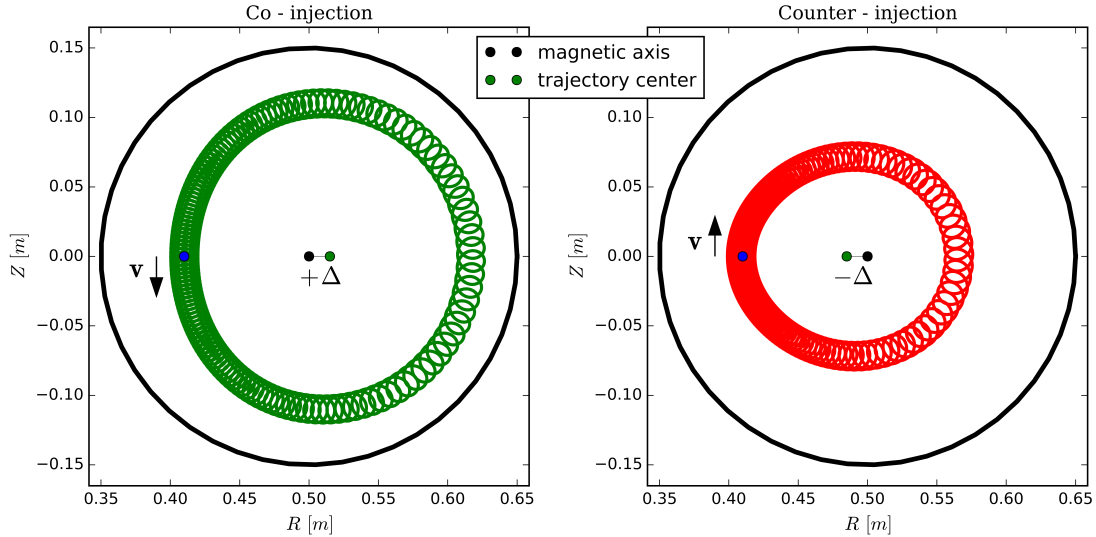 Co - injection
Counter - injection
magnetic axis
trajectory center
0.15
0.10
0.05
0.00
−0.05
−0.10
−0.15
Z [m]
v
+Δ
0.35 0.40 0.45 0.50 0.55 0.60 0.65
R [m]
0.15
0.10
0.05
0.00
−0.05
−0.10
−0.15
Z [m]
v
−Δ
0.35 0.40 0.45 0.50 0.55 0.60 0.65
R [m]